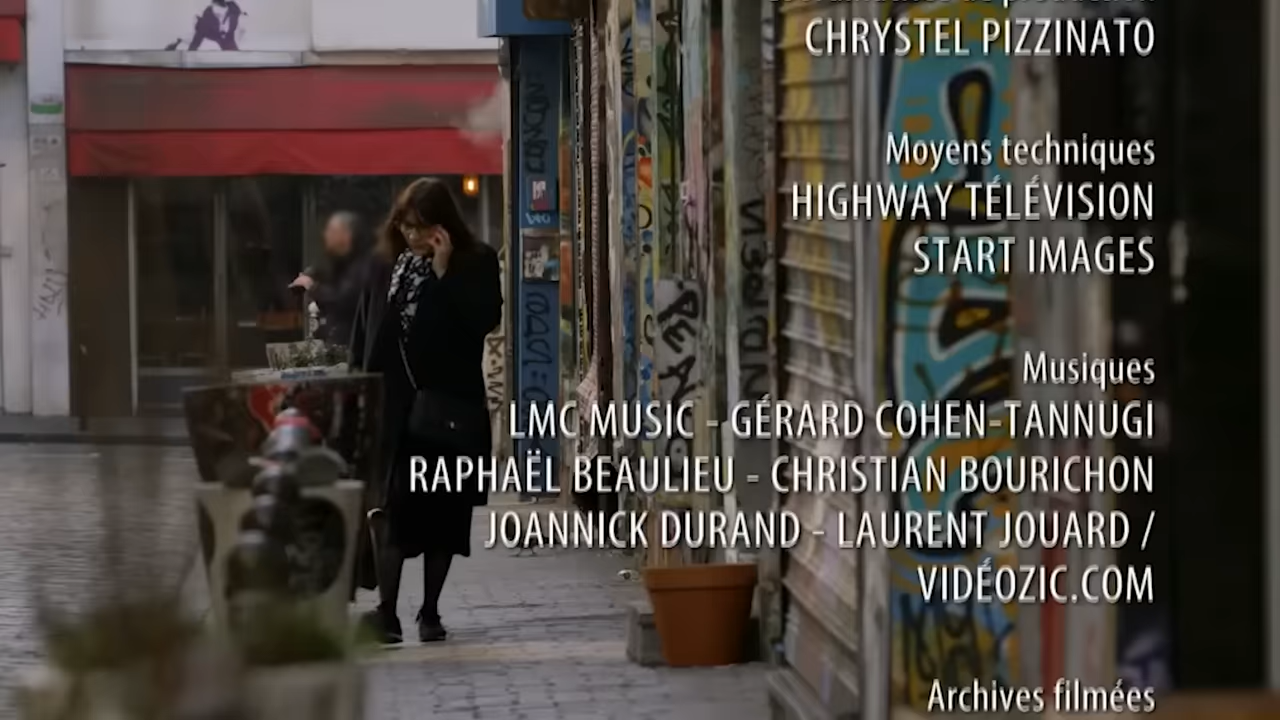 CHRYSTEL PIZZINATO
Moyens techniques
HIGHWAY TÉLÉVISION
START IMAGES
Musiques
LMC MUSIC - GÉRARD COHEN-TANNUGI
RAPHAËL BEAULIEU - CHRISTIAN BOURICHON
JOANNICK DURAND - LAURENT JOUARD /
VIDÉOZIC.COM
Archives filmées